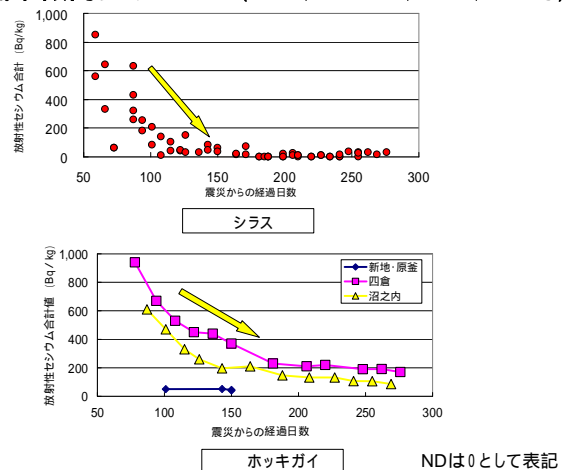 放射性セシウム合計（Bq/kg）
1,000
800
600
400
200
0
50 100 150 200 250 300
震災からの経過日数
シラス
放射性セシウム合計値（Bq/kg）
1,000
800
600
400
200
0
新地・原釜
四倉
沼之内
50 100 150 200 250 300
震災からの経過日数
ホッキガイ
NDは0として表記